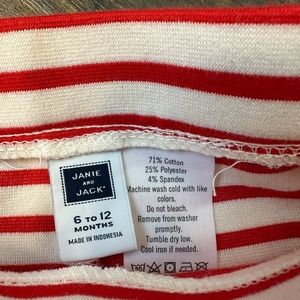 JANIE
AND
JACK
6 TO 12
MONTHS
MADE IN INDONESIA
71% Cotton
25% Polyester
4% Spandex
Machine wash cold with like
colors.
Do not bleach.
Remove from washer
promptly.
Tumble dry low.
Cool iron if needed.